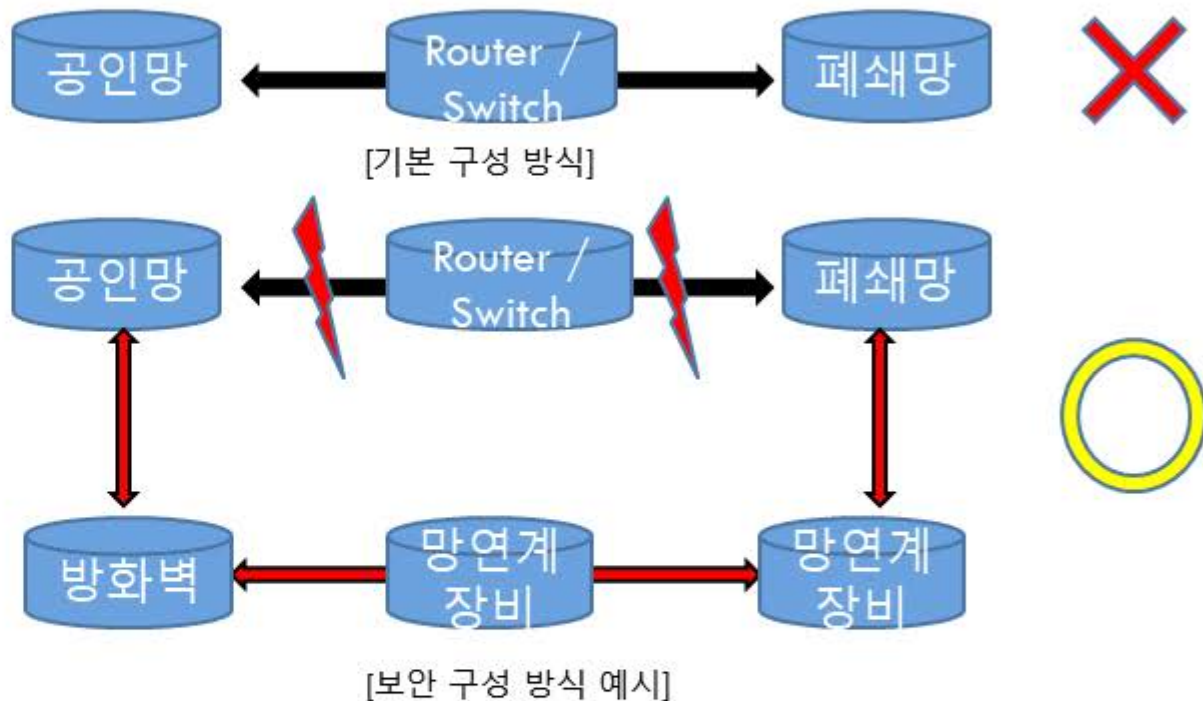 공인망
Router /
Switch
폐쇄망
[기본 구성 방식]
공인망
Router /
Switch
폐쇄망
방화벽
망연계
장비
망연계
장비
[보안 구성 방식 예시]